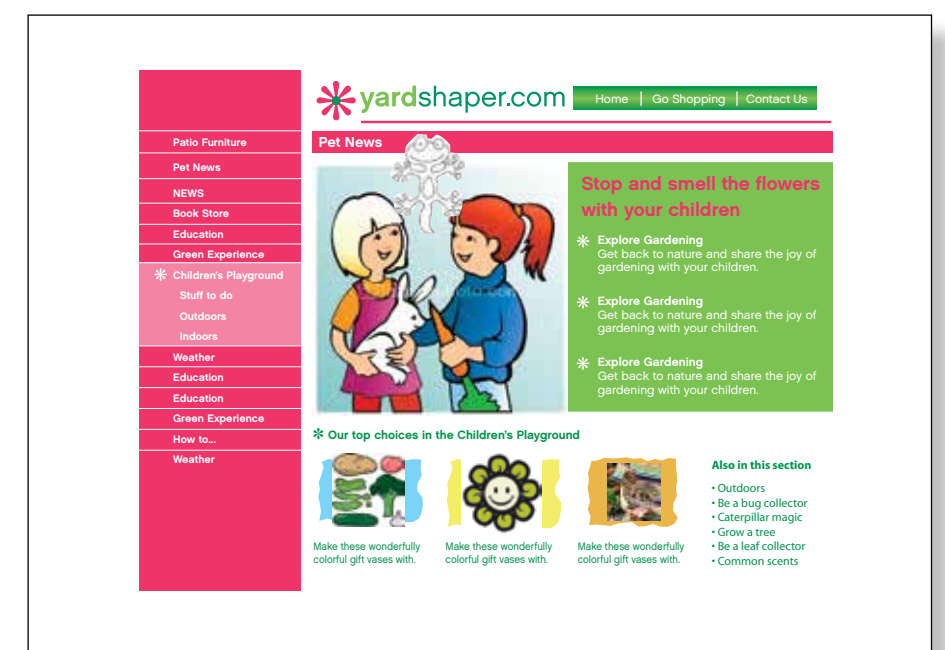 yardshaper.com
Home | Go Shopping | Contact Us
Patio Furniture
Pet News
NEWS
Book Store
Education
Green Experience
Children's Playground
Stuff to do
Outdoors
Indoors
Weather
Education
Education
Green Experience
How to...
Weather
Pet News
Stop and smell the flowers
with your children
Explore Gardening
Get back to nature and share the joy of
gardening with your children.
Explore Gardening
Get back to nature and share the joy of
gardening with your children.
Explore Gardening
Get back to nature and share the joy of
gardening with your children.
Our top choices in the Children's Playground
Make these wonderfully
colorful gift vases with.
Make these wonderfully
colorful gift vases with.
Make these wonderfully
colorful gift vases with.
Also in this section
• Outdoors
• Be a bug collector
• Caterpillar magic
• Grow a tree
• Be a leaf collector
• Common scents